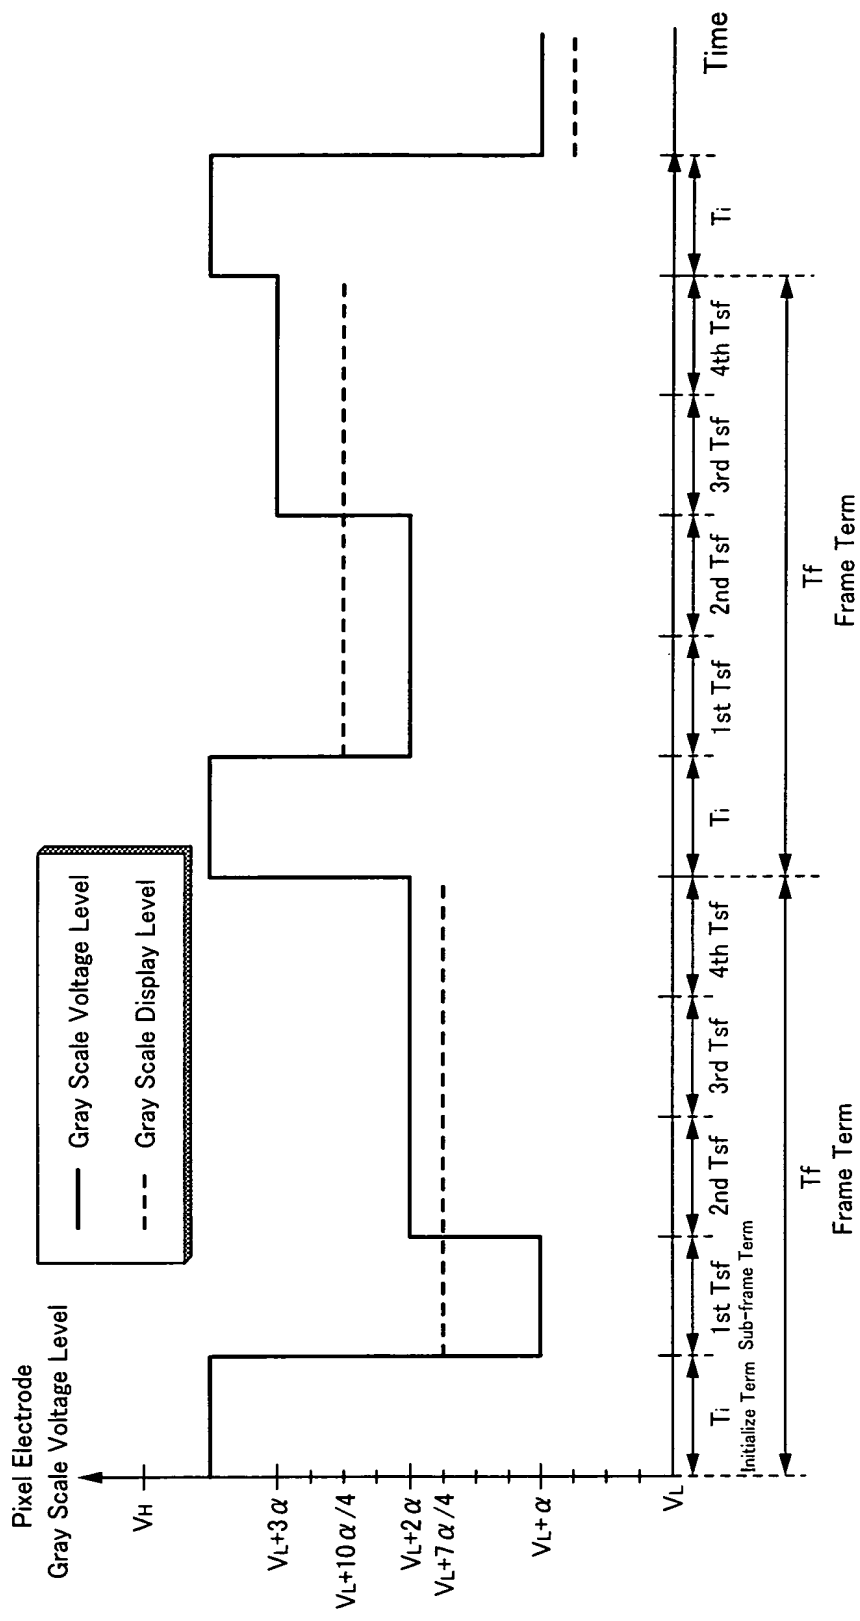 Pixel Electrode
Gray Scale Voltage Level
Gray Scale Voltage Level
Gray Scale Display Level
VH
VL+3α
VL+10α/4
VL+2α
VL+7α/4
VL+α
VL
Time
Ti
1st Tsf
2nd Tsf
3rd Tsf
4th Tsf
Ti
1st Tsf
2nd Tsf
3rd Tsf
4th Tsf
Ti
Initialize Term
Sub-frame Term
Tf
Frame Term
Tf
Frame Term